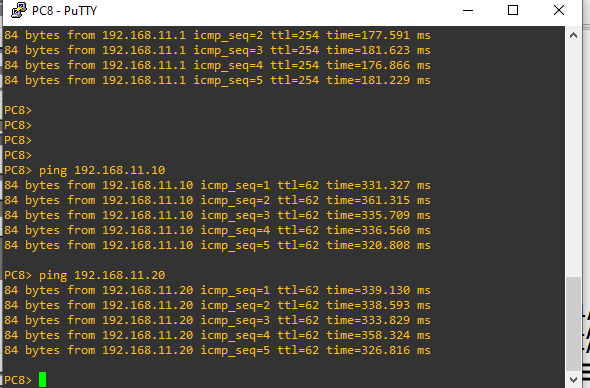 PC8 - PuTTY
84 bytes from 192.168.11.1 icmp_seq=2 ttl=254 time=177.591 ms
84 bytes from 192.168.11.1 icmp_seq=3 ttl=254 time=181.623 ms
84 bytes from 192.168.11.1 icmp_seq=4 ttl=254 time=176.866 ms
84 bytes from 192.168.11.1 icmp_seq=5 ttl=254 time=181.229 ms
PC8>
PC8>
PC8>
PC8>
PC8> ping 192.168.11.10
84 bytes from 192.168.11.10 icmp_seq=1 ttl=62 time=331.327 ms
84 bytes from 192.168.11.10 icmp_seq=2 ttl=62 time=361.315 ms
84 bytes from 192.168.11.10 icmp_seq=3 ttl=62 time=335.709 ms
84 bytes from 192.168.11.10 icmp_seq=4 ttl=62 time=336.560 ms
84 bytes from 192.168.11.10 icmp_seq=5 ttl=62 time=320.808 ms
PC8> ping 192.168.11.20
84 bytes from 192.168.11.20 icmp_seq=1 ttl=62 time=339.130 ms
84 bytes from 192.168.11.20 icmp_seq=2 ttl=62 time=338.593 ms
84 bytes from 192.168.11.20 icmp_seq=3 ttl=62 time=333.829 ms
84 bytes from 192.168.11.20 icmp_seq=4 ttl=62 time=358.324 ms
84 bytes from 192.168.11.20 icmp_seq=5 ttl=62 time=326.816 ms
PC8>